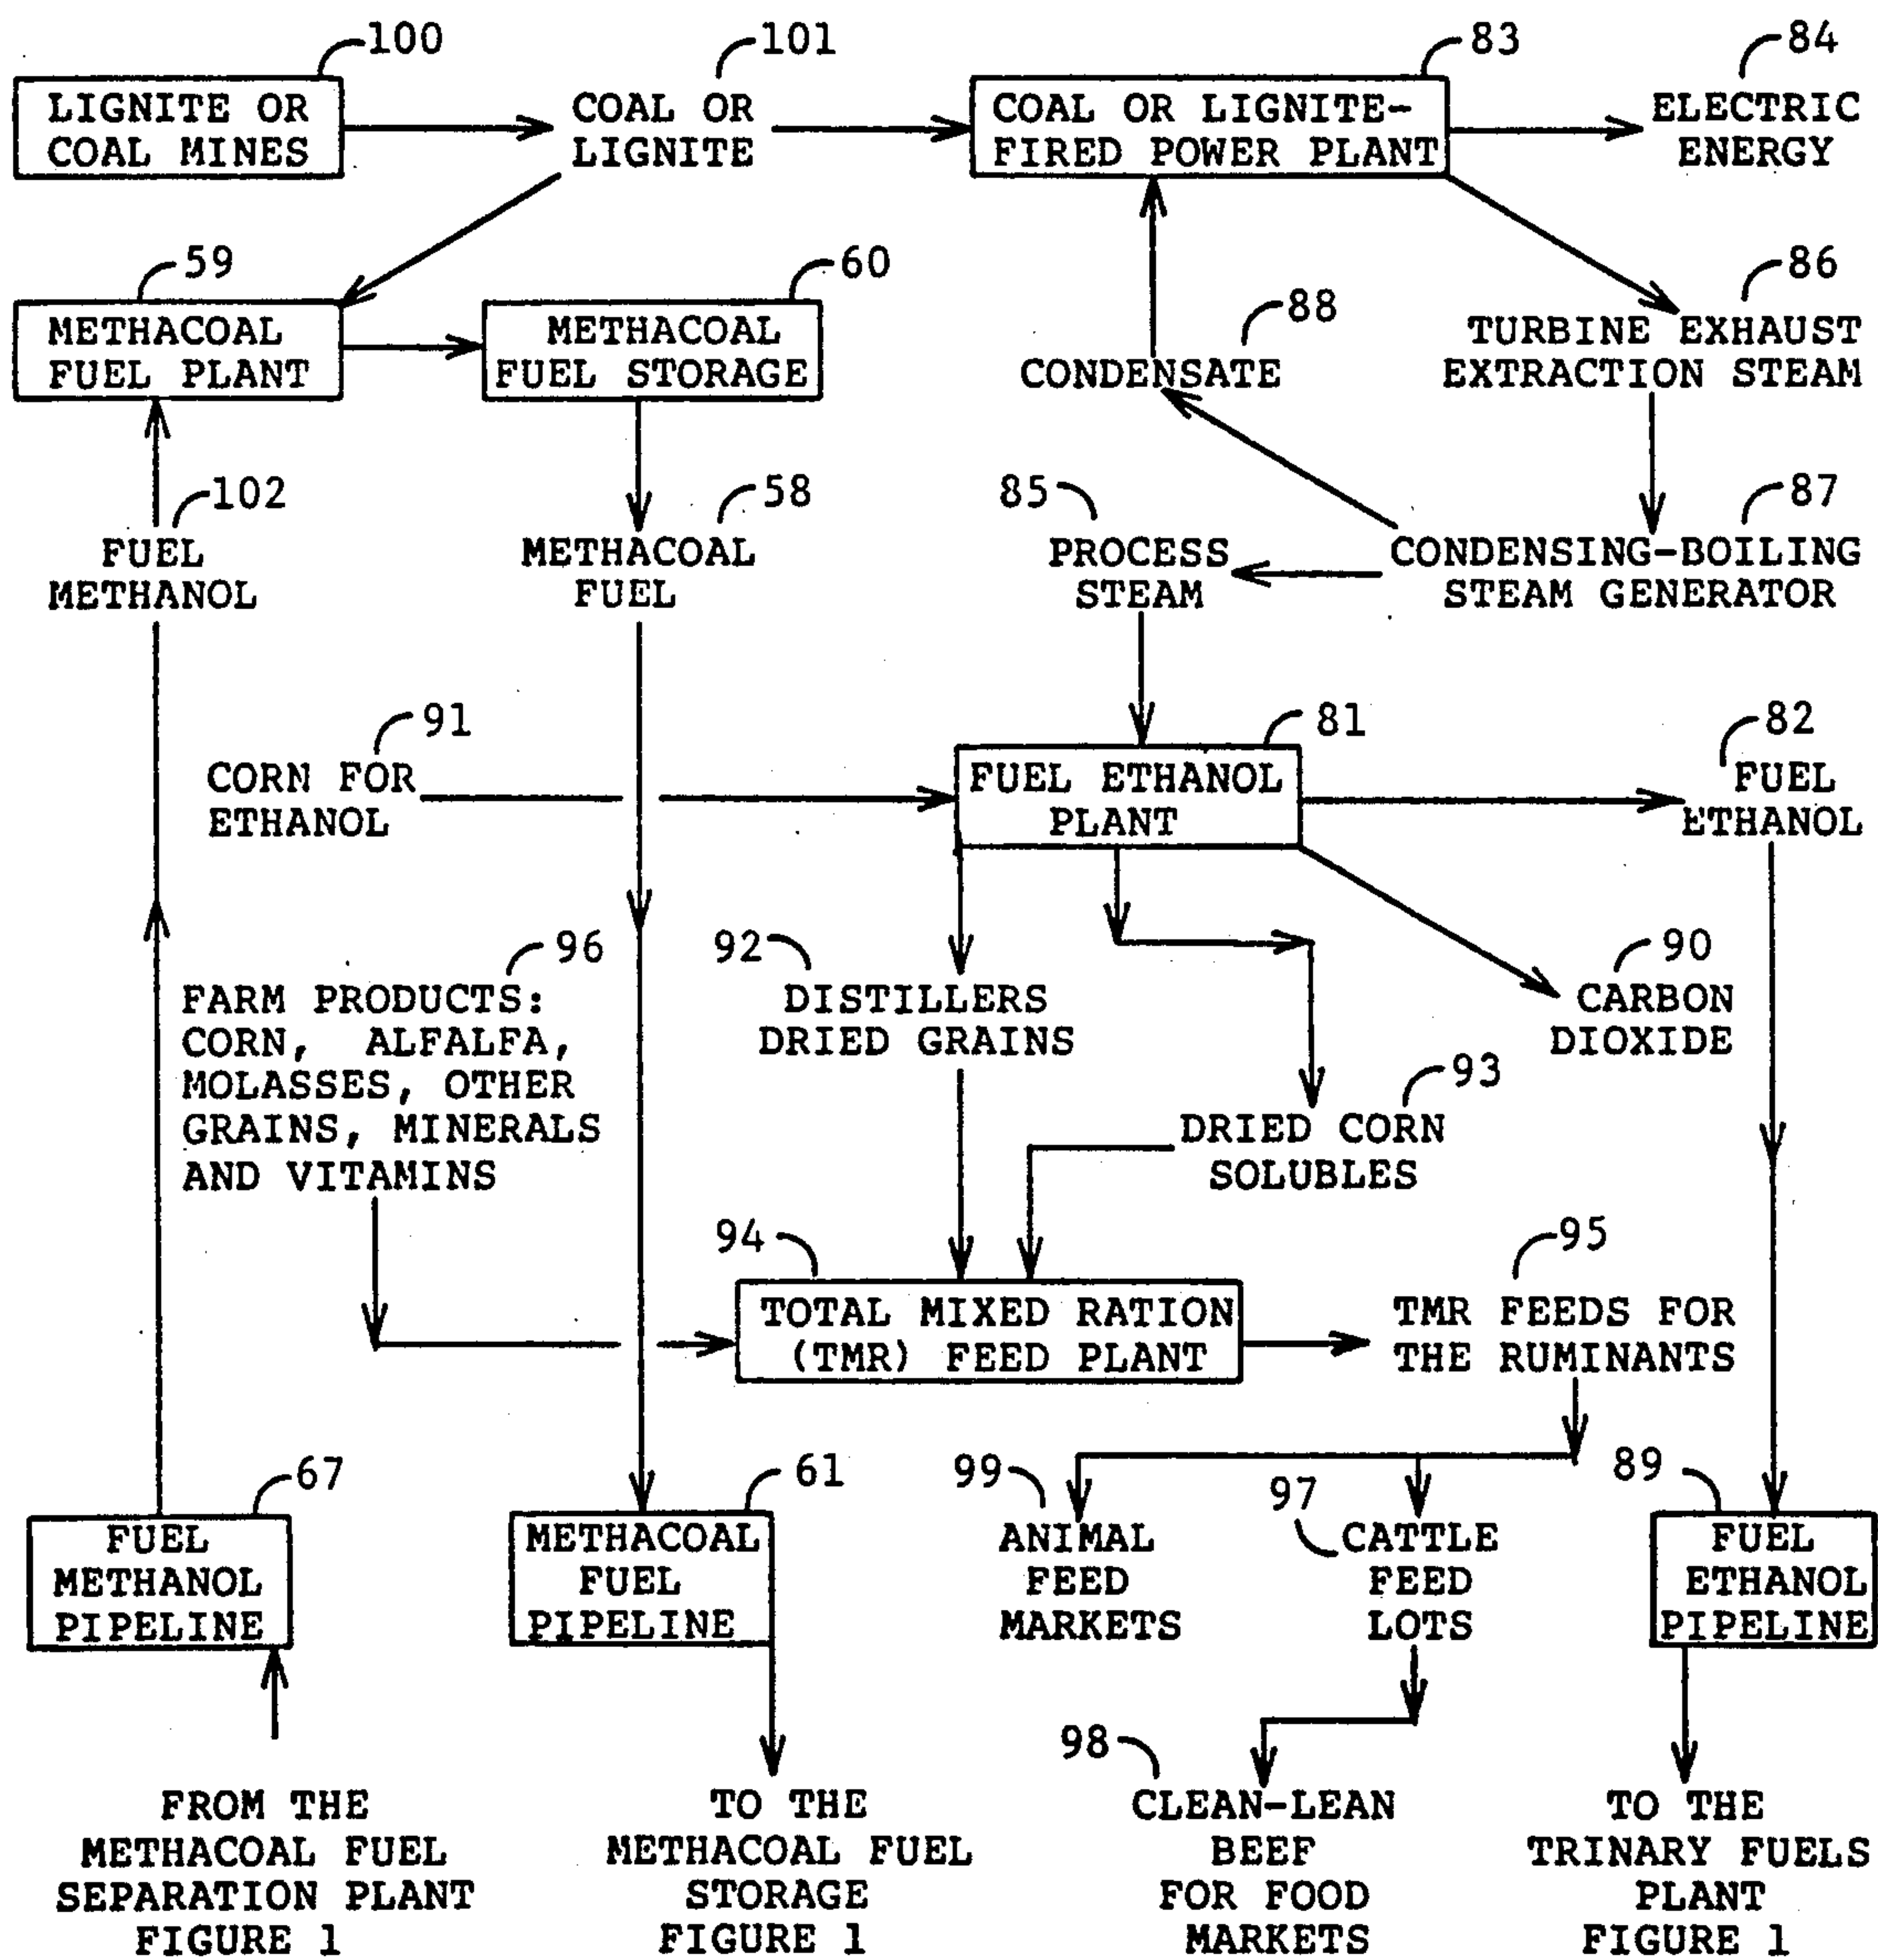 100
101
83
84
LIGNITE OR
COAL MINES
COAL OR
LIGNITE
COAL OR LIGNITE-
FIRED POWER PLANT
ELECTRIC
ENERGY
59
60
88
86
METHACOAL
FUEL PLANT
METHACOAL
FUEL STORAGE
CONDENSATE
TURBINE EXHAUST
EXTRACTION STEAM
102
58
85
87
FUEL
METHANOL
METHACOAL
FUEL
PROCESS
STEAM
CONDENSING-BOILING
STEAM GENERATOR
91
81
82
CORN FOR
ETHANOL
FUEL ETHANOL
PLANT
FUEL
ETHANOL
96
92
90
FARM PRODUCTS:
CORN, ALFALFA,
MOLASSES, OTHER
GRAINS, MINERALS
AND VITAMINS
DISTILLERS
DRIED GRAINS
CARBON
DIOXIDE
93
DRIED CORN
SOLUBLES
94
95
TOTAL MIXED RATION
(TMR) FEED PLANT
TMR FEEDS FOR
THE RUMINANTS
67
61
99
97
89
FUEL
METHANOL
PIPELINE
METHACOAL
FUEL
PIPELINE
ANIMAL
FEED
MARKETS
CATTLE
FEED
LOTS
FUEL
ETHANOL
PIPELINE
98
FROM THE
METHACOAL FUEL
SEPARATION PLANT
FIGURE 1
TO THE
METHACOAL FUEL
STORAGE
FIGURE 1
CLEAN-LEAN
BEEF
FOR FOOD
MARKETS
TO THE
TRINARY FUELS
PLANT
FIGURE 1